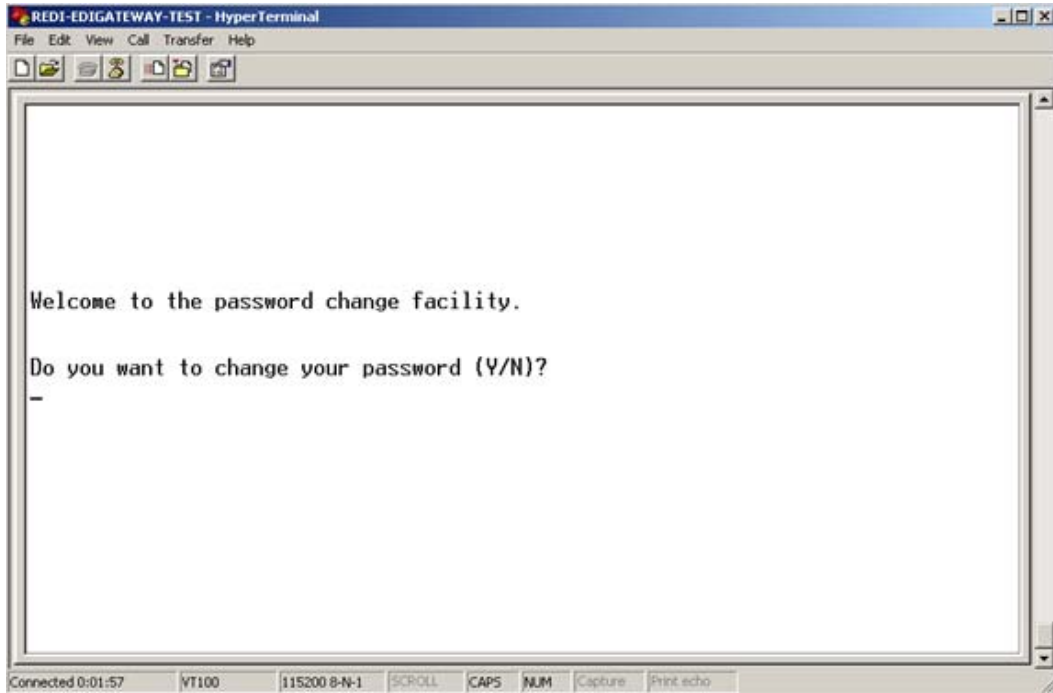 REDI-EDIGATEWAY-TEST - HyperTerminal
File Edit View Call Transfer Help
Welcome to the password change facility.
Do you want to change your password (Y/N)?
Connected 0:01:57 VT100 115200 8-N-1 SCROLL CAPS NUM Capture Print echo